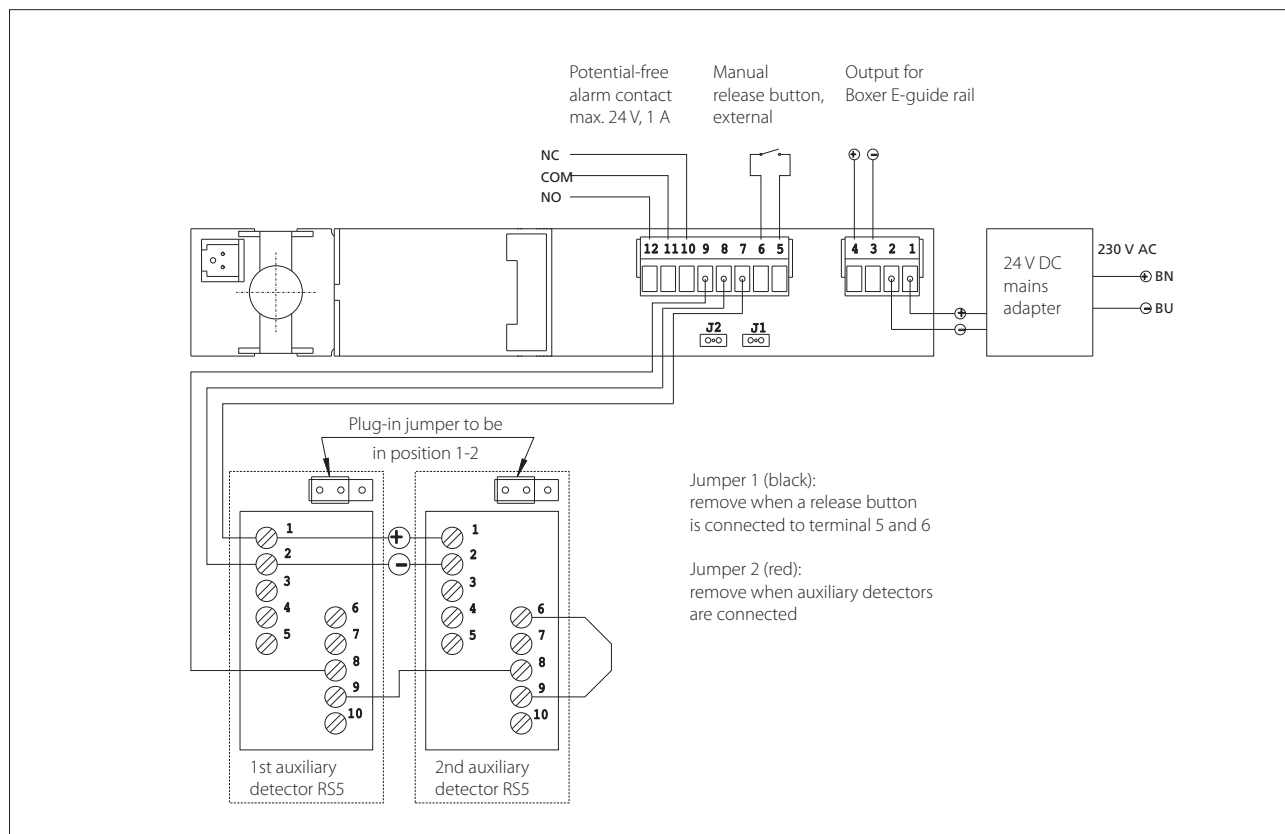 Potential-free
alarm contact
max. 24 V, 1 A
Manual
release button,
external
Output for
Boxer E-guide rail
NC
COM
NO
+ −
12 11 10 9 8 7 6 5
4 3 2 1
J2 J1
24 V DC
mains
adapter
230 V AC
+ BN
− BU
+
−
Plug-in jumper to be
in position 1-2
1
2
3
4
5
6
7
8
9
10
+
−
1
2
3
4
5
6
7
8
9
10
1st auxiliary
detector RS5
2nd auxiliary
detector RS5
Jumper 1 (black):
remove when a release button
is connected to terminal 5 and 6
Jumper 2 (red):
remove when auxiliary detectors
are connected